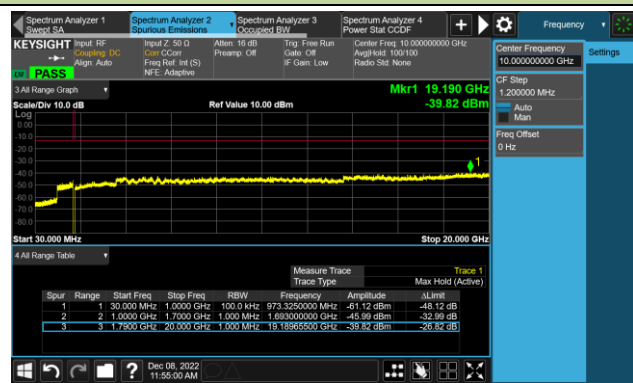 Spectrum Analyzer 1
Swept SA
Spectrum Analyzer 2
Spurious Emissions
Spectrum Analyzer 3
Occupied BW
Spectrum Analyzer 4
Power Stat CCDF
Frequency
KEYSIGHT
Input: RF
Coupling: DC
Align: Auto
Input Z: 50 Ω
Corr CCorr
Freq Ref: Int (S)
NFE: Adaptive
Atten: 16 dB
Preamp: Off
Trig: Free Run
Gate: Off
IF Gain: Low
Center Freq: 10.000000000 GHz
Avg|Hold: 100/100
Radio Std: None
PASS
Center Frequency
10.000000000 GHz
Settings
CF Step
1.200000 MHz
Auto
Man
Freq Offset
0 Hz
3 All Range Graph
Mkr1 19.190 GHz
Scale/Div 10.0 dB
Ref Value 10.00 dBm
-39.82 dBm
Log
0.00
-10.0
-20.0
-30.0
-40.0
-50.0
-60.0
-70.0
-80.0
1
Start 30.000 MHz
Stop 20.000 GHz
4 All Range Table
Measure Trace Trace 1
Trace Type Max Hold (Active)
Spur Range Start Freq Stop Freq RBW Frequency Amplitude ΔLimit
1 1 30.000 MHz 1.0000 GHz 100.0 kHz 973.3250000 MHz -61.12 dBm -48.12 dB
2 2 1.0000 GHz 1.7000 GHz 1.000 MHz 1.693000000 GHz -45.99 dBm -32.99 dB
3 3 1.7900 GHz 20.000 GHz 1.000 MHz 19.18965500 GHz -39.82 dBm -26.82 dB
Dec 08, 2022
11:55:00 AM